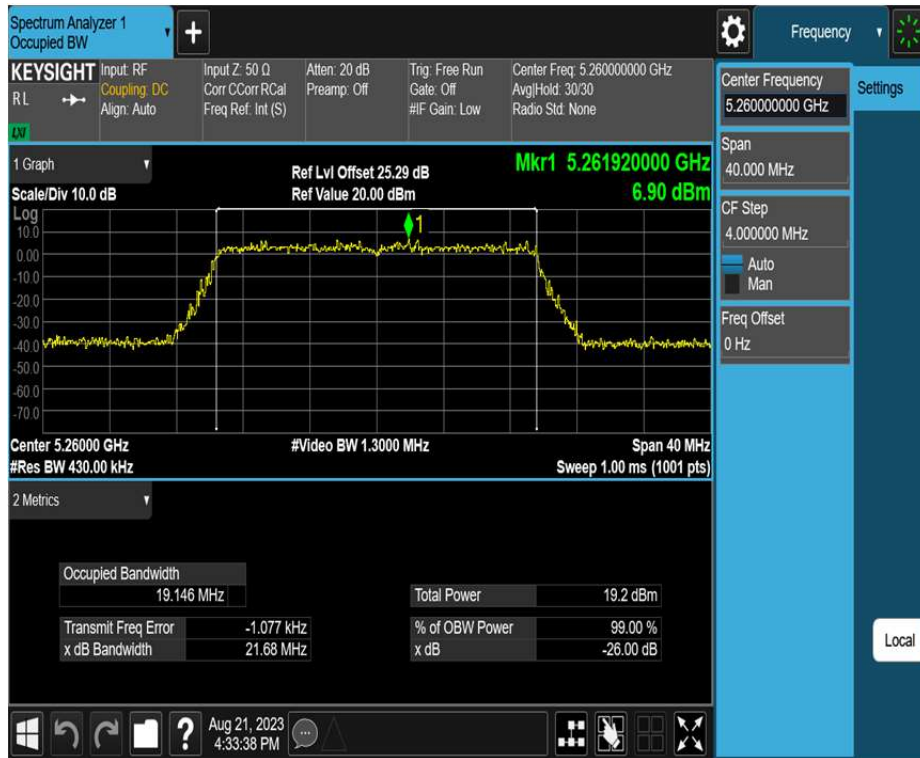 Spectrum Analyzer 1
Occupied BW
+
Frequency
KEYSIGHT
R L
LXI
Input: RF
Coupling: DC
Align: Auto
Input Z: 50 Ω
Corr CCorr RCal
Freq Ref: Int (S)
Atten: 20 dB
Preamp: Off
Trig: Free Run
Gate: Off
#IF Gain: Low
Center Freq: 5.260000000 GHz
Avg|Hold: 30/30
Radio Std: None
Center Frequency
5.260000000 GHz
Settings
Span
40.000 MHz
CF Step
4.000000 MHz
Auto
Man
Freq Offset
0 Hz
1 Graph
Scale/Div 10.0 dB
Ref Lvl Offset 25.29 dB
Ref Value 20.00 dBm
Mkr1 5.261920000 GHz
6.90 dBm
Log
10.0
0.00
-10.0
-20.0
-30.0
-40.0
-50.0
-60.0
-70.0
1
Center 5.26000 GHz
#Res BW 430.00 kHz
#Video BW 1.3000 MHz
Span 40 MHz
Sweep 1.00 ms (1001 pts)
2 Metrics
Occupied Bandwidth
19.146 MHz
Total Power 19.2 dBm
Transmit Freq Error -1.077 kHz
% of OBW Power 99.00 %
x dB Bandwidth 21.68 MHz
x dB -26.00 dB
Local
?
Aug 21, 2023
4:33:38 PM